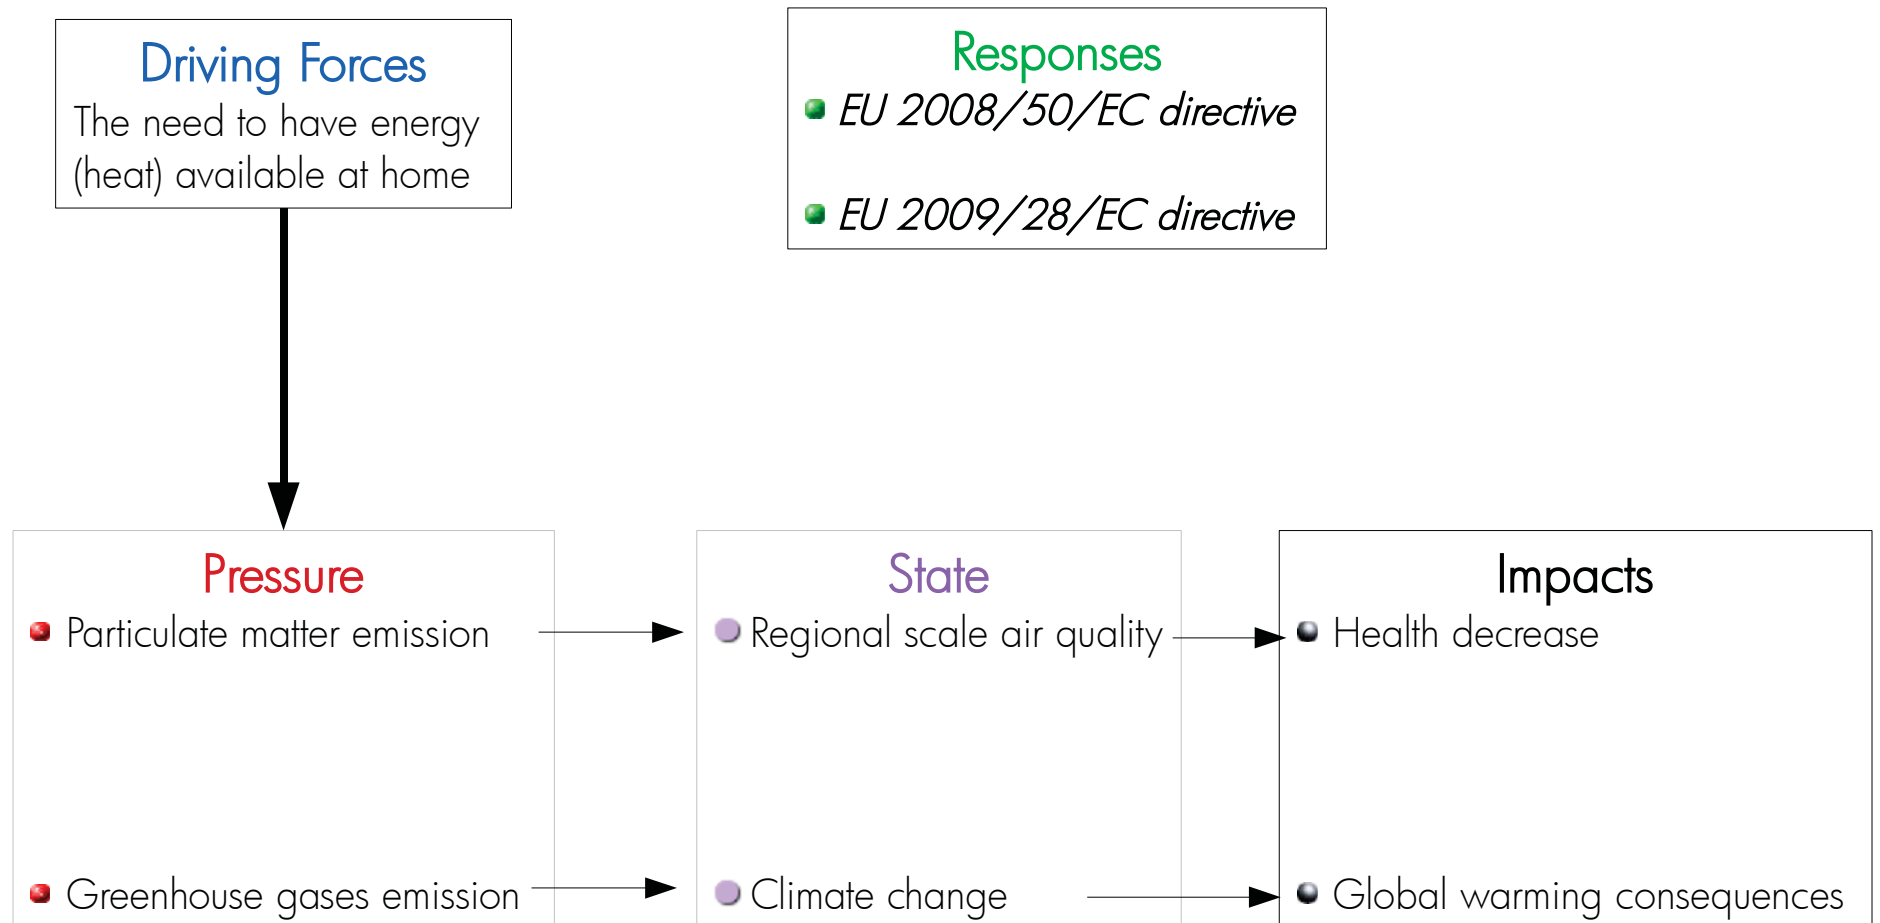 Driving Forces
The need to have energy
(heat) available at home
Responses
EU 2008/50/EC directive
EU 2009/28/EC directive
Pressure
Particulate matter emission
Greenhouse gases emission
State
Regional scale air quality
Climate change
Impacts
Health decrease
Global warming consequences